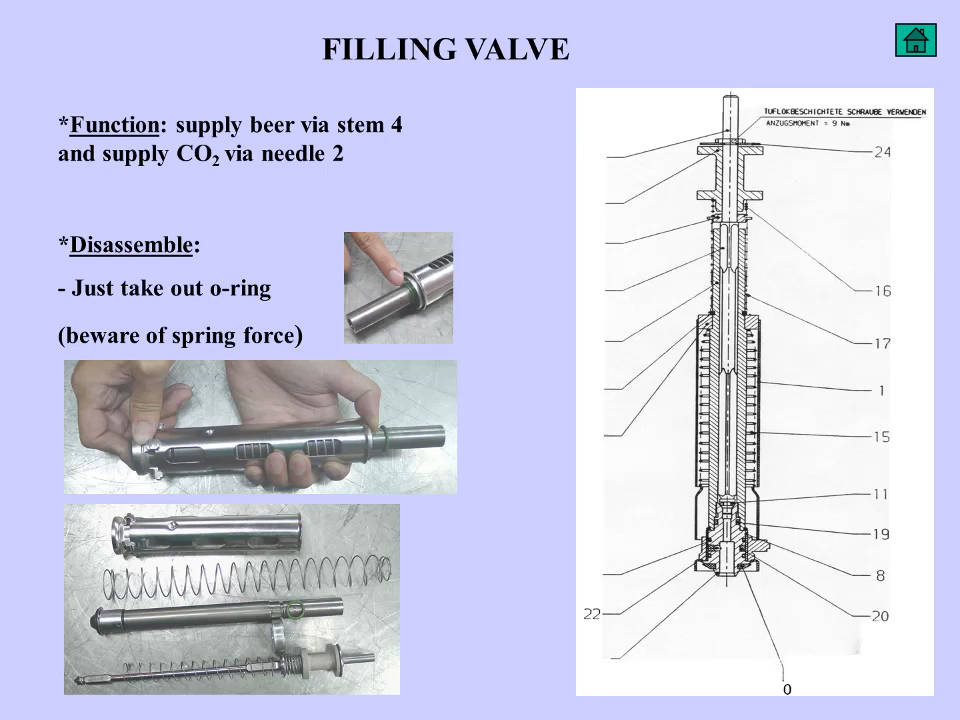 FILLING VALVE
*Function: supply beer via stem 4
and supply CO2 via needle 2
*Disassemble:
- Just take out o-ring
(beware of spring force)
TUFLOKBESCHICHTETE SCHRAUBE VERWENDEN
ANZUGSMOMENT = 9 Nm
24
16
17
1
15
11
19
8
22
20
0